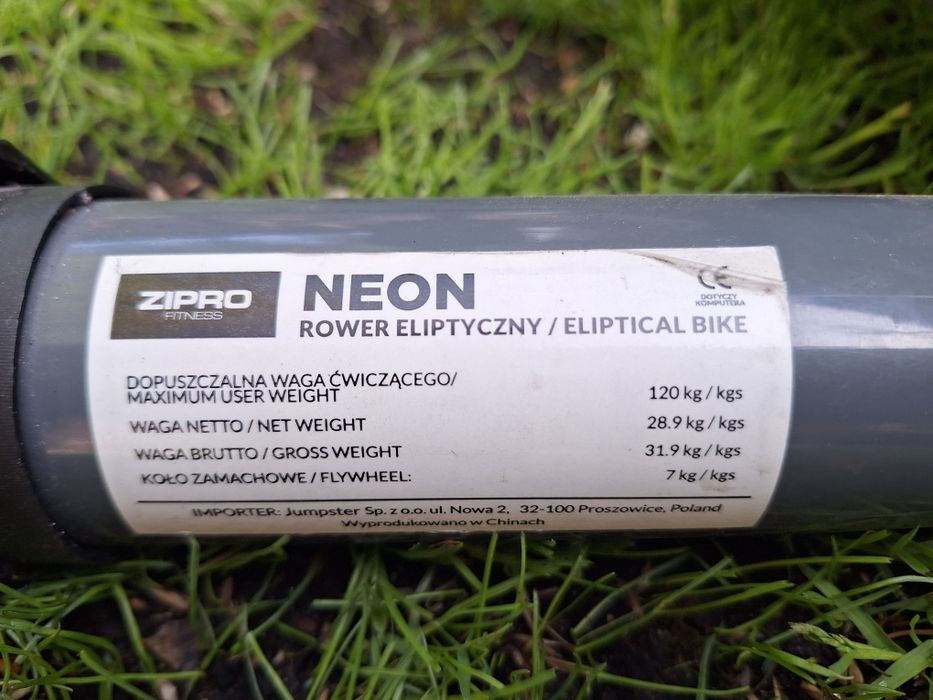 ZIPRO
FITNESS
NEON
CE
DOTYCZY
KOMPUTERA
ROWER ELIPTYCZNY / ELIPTICAL BIKE
DOPUSZCZALNA WAGA ĆWICZĄCEGO/
MAXIMUM USER WEIGHT 120 kg / kgs
WAGA NETTO / NET WEIGHT 28.9 kg / kgs
WAGA BRUTTO / GROSS WEIGHT 31.9 kg / kgs
KOŁO ZAMACHOWE / FLYWHEEL: 7 kg / kgs
IMPORTER: Jumpster Sp. z o.o. ul. Nowa 2, 32-100 Proszowice, Poland
Wyprodukowano w Chinach